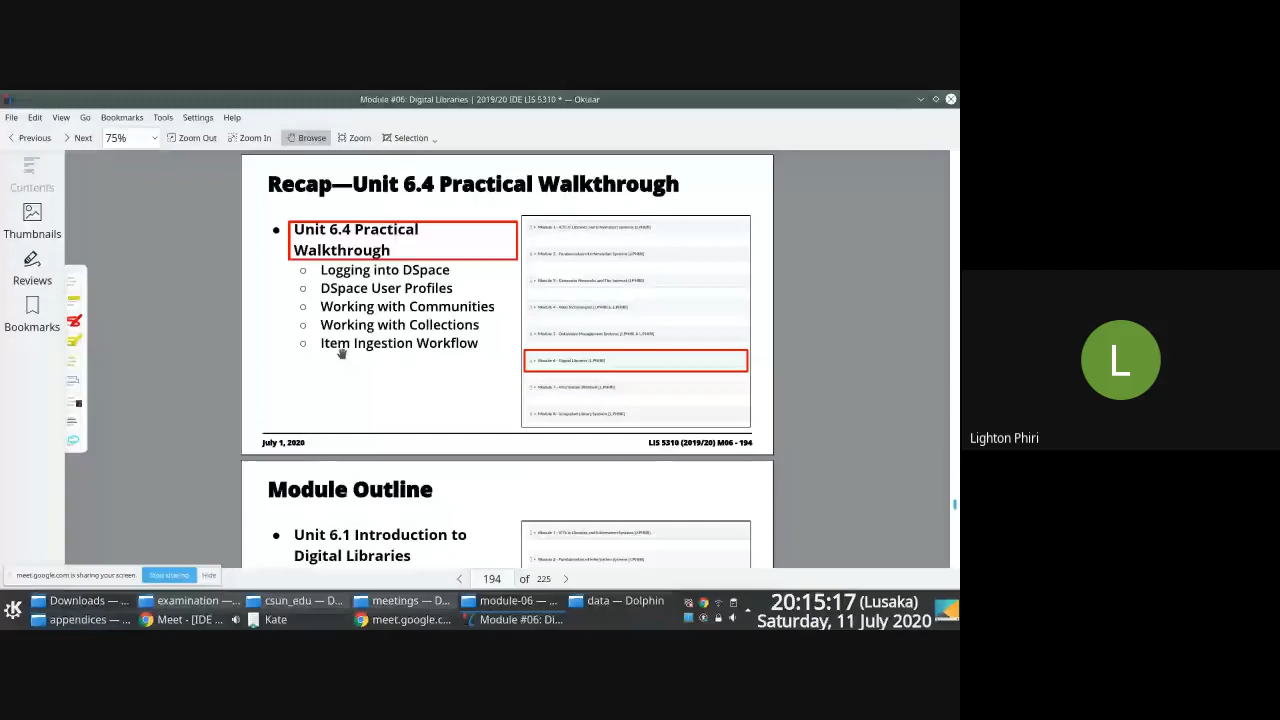 Module #06: Digital Libraries | 2019/20 IDE LIS 5310 * — Okular
File Edit View Go Bookmarks Tools Settings Help
Previous Next 75% Zoom Out Zoom In Browse Zoom Selection
Contents
Thumbnails
Reviews
Bookmarks
Recap—Unit 6.4 Practical Walkthrough
● Unit 6.4 Practical
Walkthrough
○ Logging into DSpace
○ DSpace User Profiles
○ Working with Communities
○ Working with Collections
○ Item Ingestion Workflow
Module 6 - Digital Libraries [LPHIRI]
July 1, 2020 LIS 5310 (2019/20) M06 - 194
Module Outline
● Unit 6.1 Introduction to
Digital Libraries
meet.google.com is sharing your screen. Stop sharing Hide
194 of 225
Downloads — ... examination — ... csun_edu — D... meetings — D... module-06 — ... data — Dolphin
appendices — ... Meet - [IDE ... Kate meet.google.c... Module #06: Di...
20:15:17 (Lusaka)
Saturday, 11 July 2020
L
Lighton Phiri